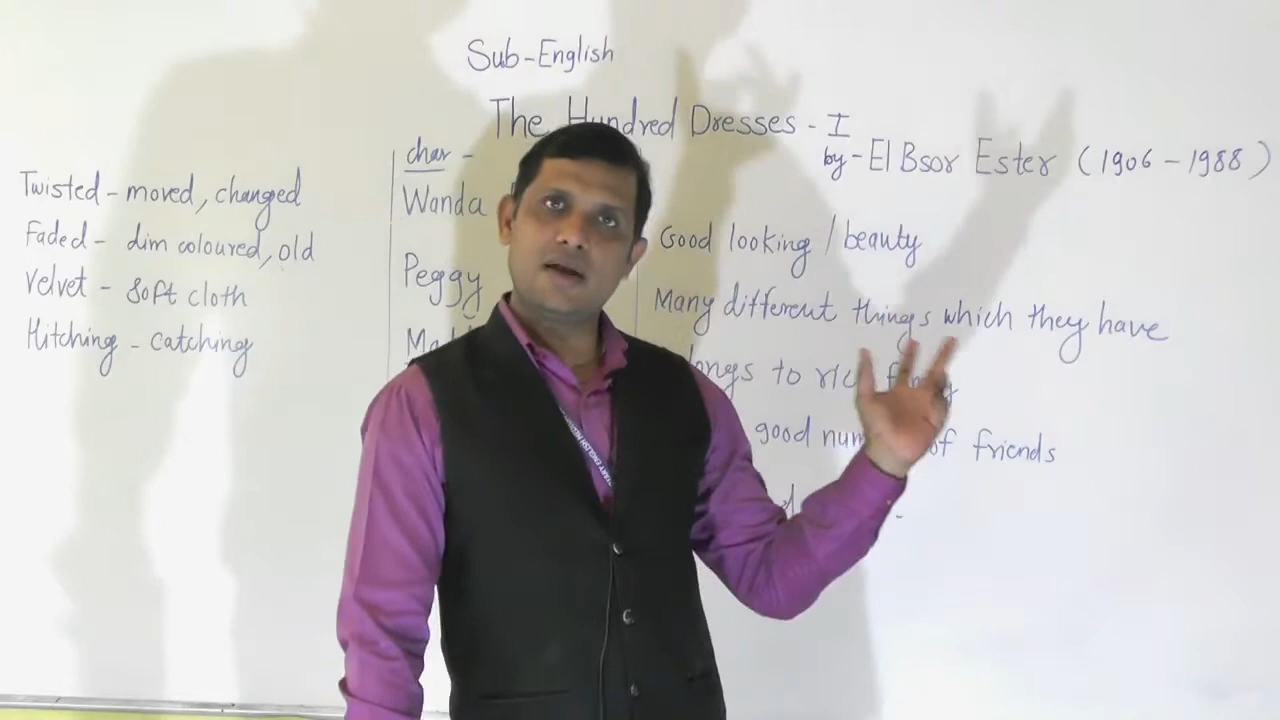 Sub-English
The Hundred Dresses - I
by- El Bsor Ester (1906 - 1988)
Twisted - moved, changed
Faded - dim coloured, old
Velvet - soft cloth
Hitching - catching
char -
Wanda
Peggy
Good looking / beauty
Many different things which they have
to
good of friends
ENGLISH